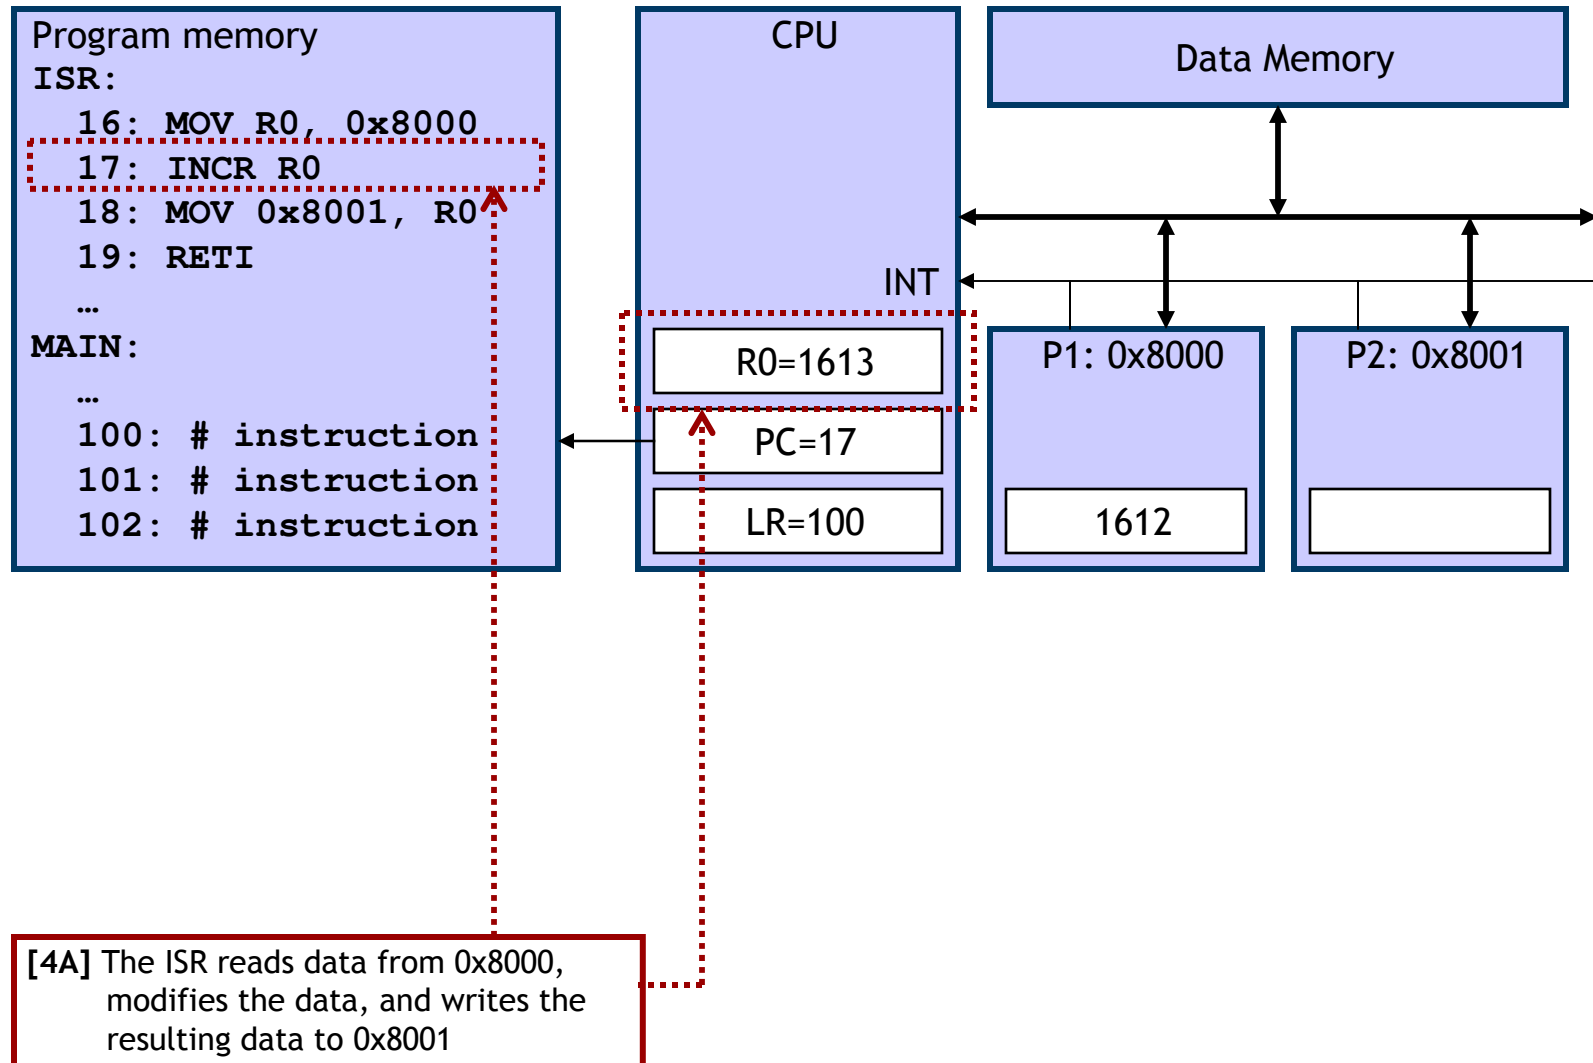 Program memory
ISR:
16: MOV R0, 0x8000
17: INCR R0
18: MOV 0x8001, R0
19: RETI
…
MAIN:
…
100: # instruction
101: # instruction
102: # instruction
CPU
INT
R0=1613
PC=17
LR=100
Data Memory
P1: 0x8000
1612
P2: 0x8001
[4A] The ISR reads data from 0x8000,
modifies the data, and writes the
resulting data to 0x8001